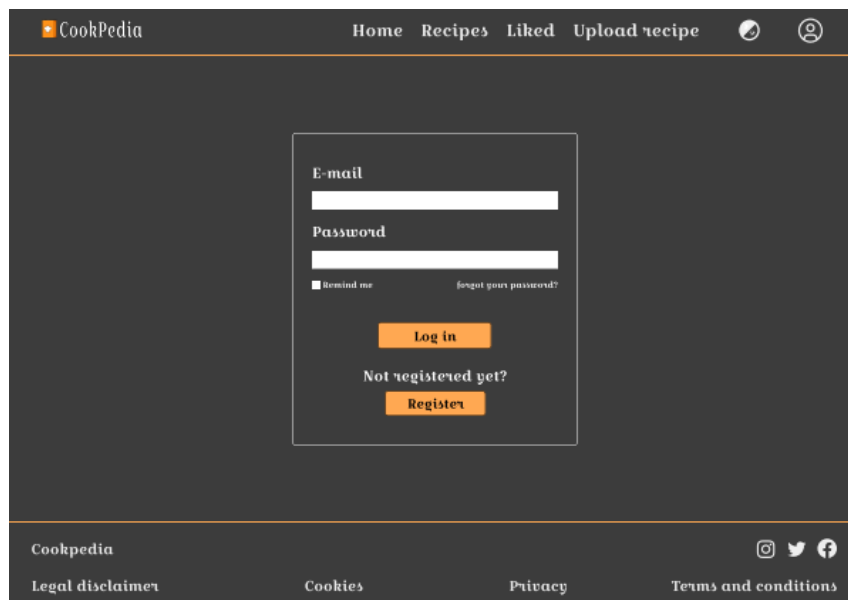 CookPedia Home Recipes Liked Upload recipe
E-mail
Password
Remind me forgot your password?
Log in
Not registered yet?
Register
Cookpedia
Legal disclaimer Cookies Privacy Terms and conditions